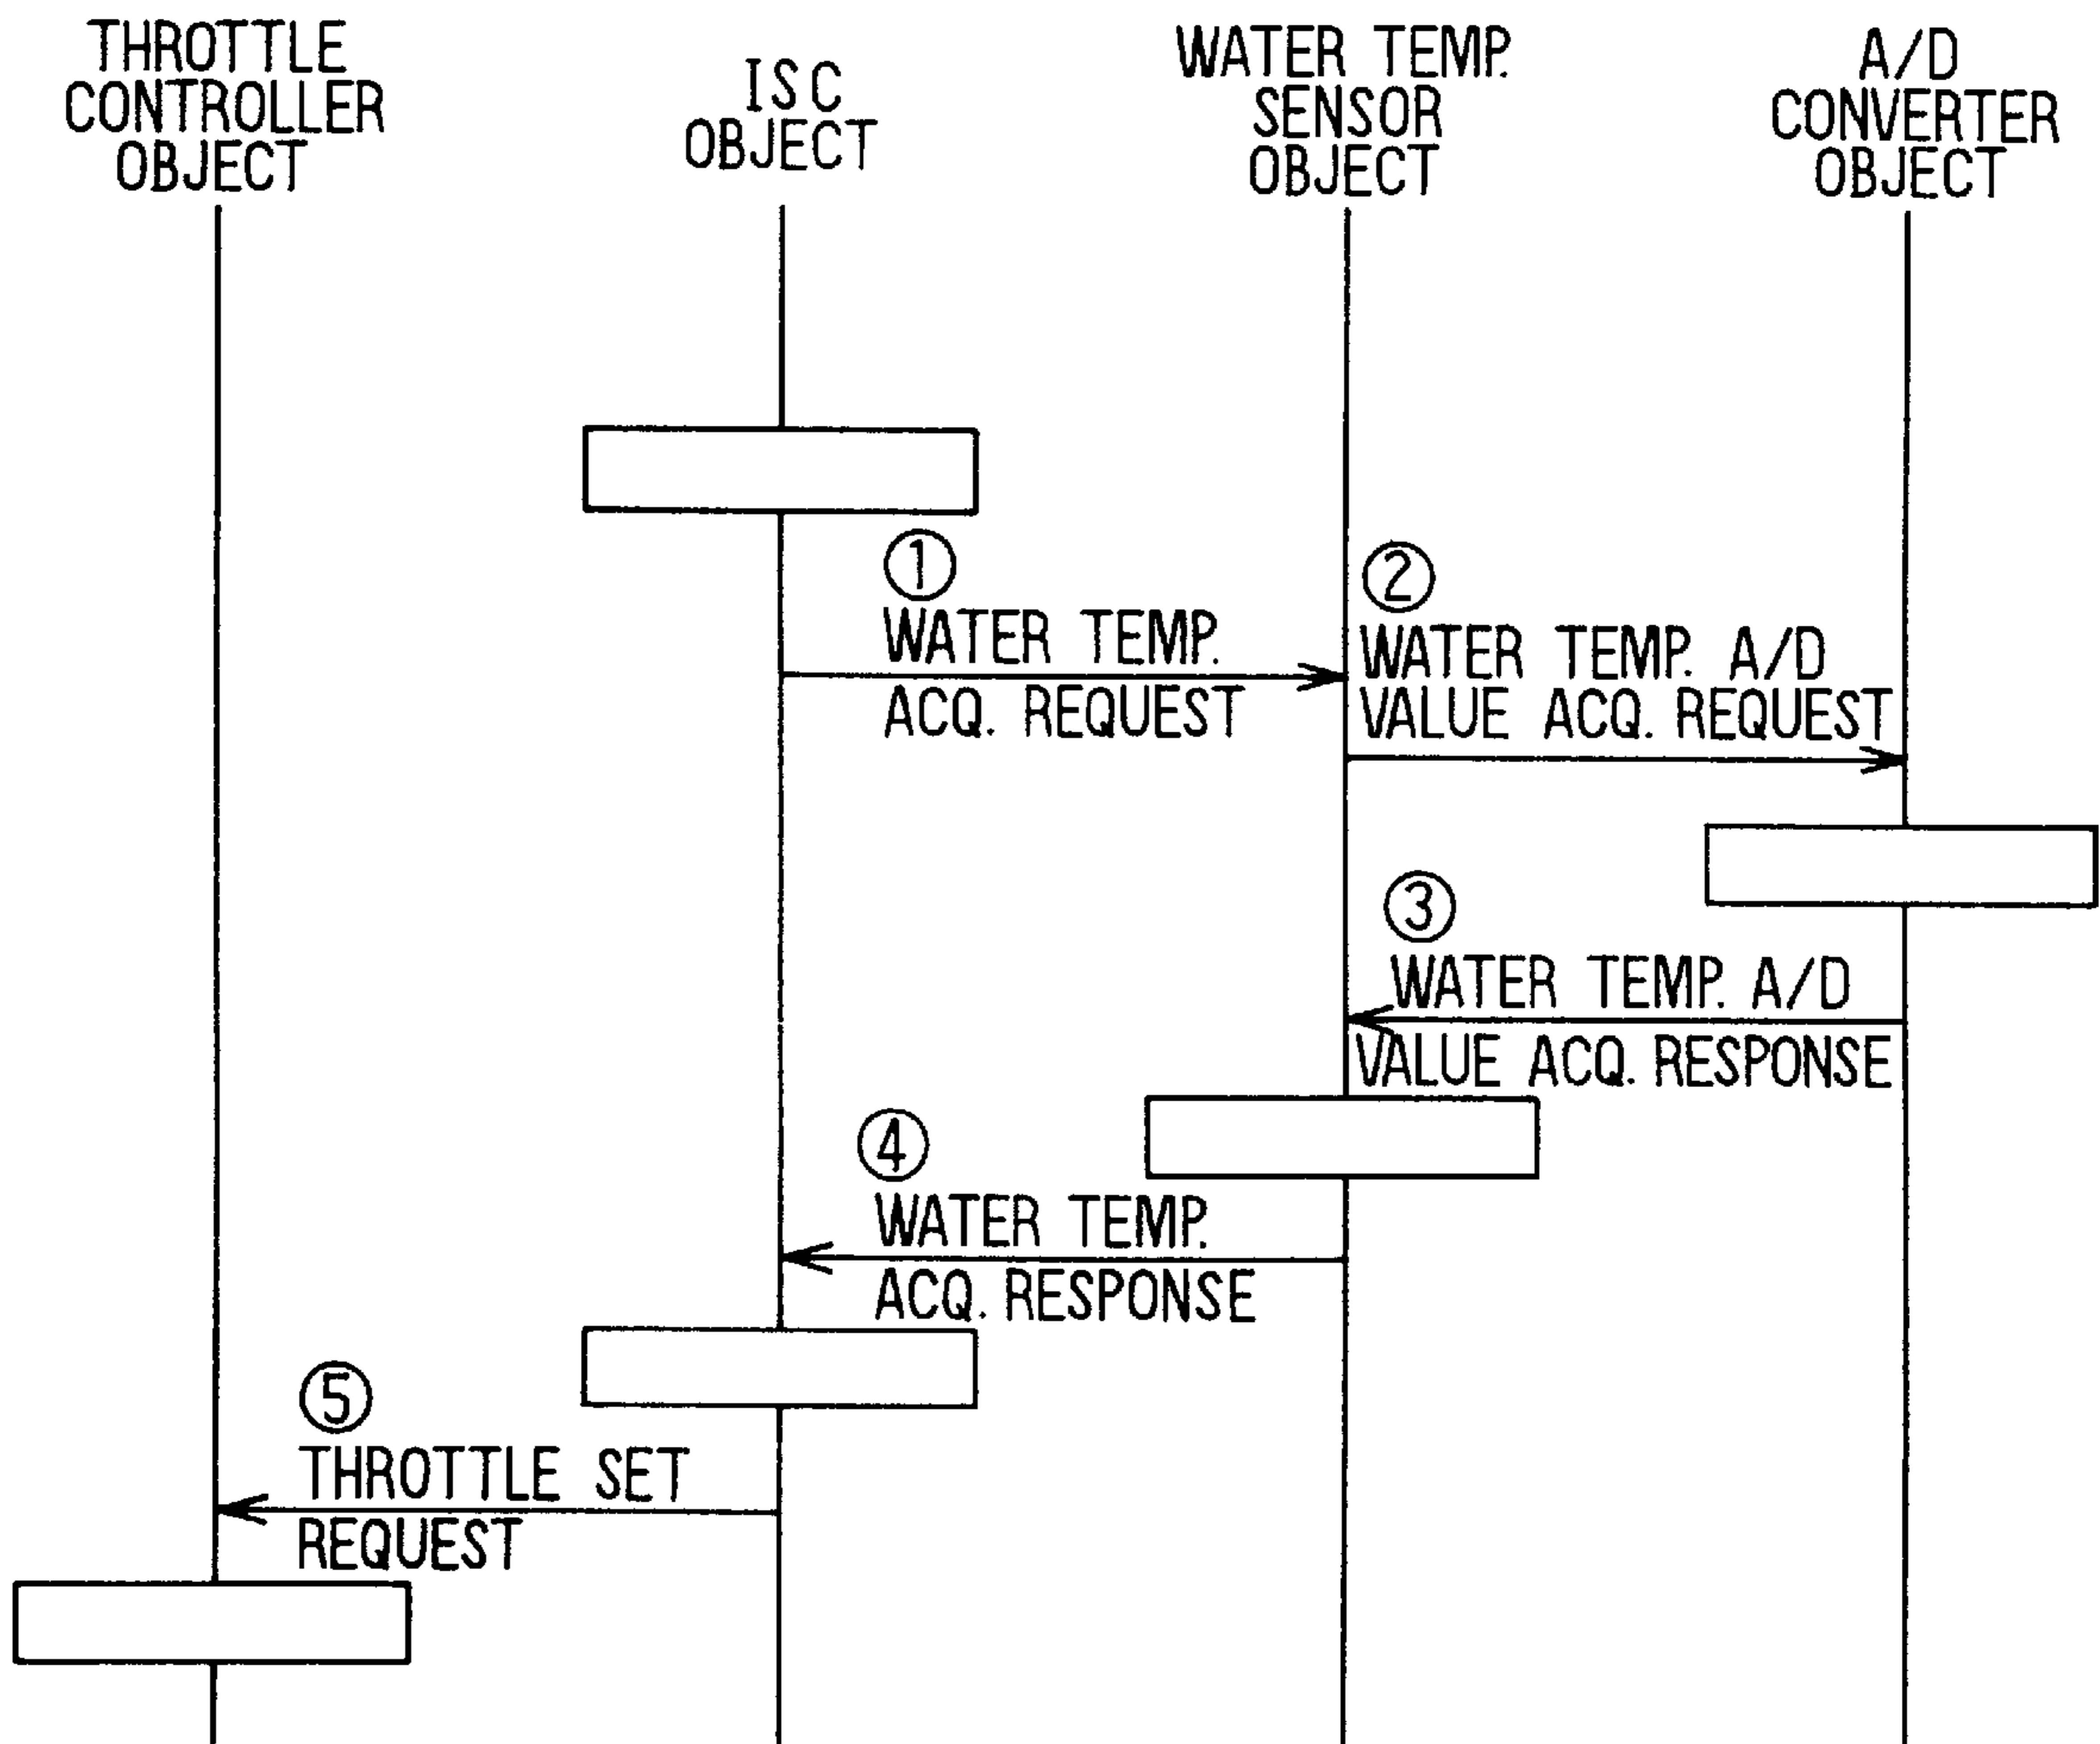 THROTTLE
CONTROLLER
OBJECT
ISC
OBJECT
WATER TEMP.
SENSOR
OBJECT
A/D
CONVERTER
OBJECT
①
WATER TEMP.
ACQ. REQUEST
②
WATER TEMP. A/D
VALUE ACQ. REQUEST
③
WATER TEMP. A/D
VALUE ACQ. RESPONSE
④
WATER TEMP.
ACQ. RESPONSE
⑤
THROTTLE SET
REQUEST